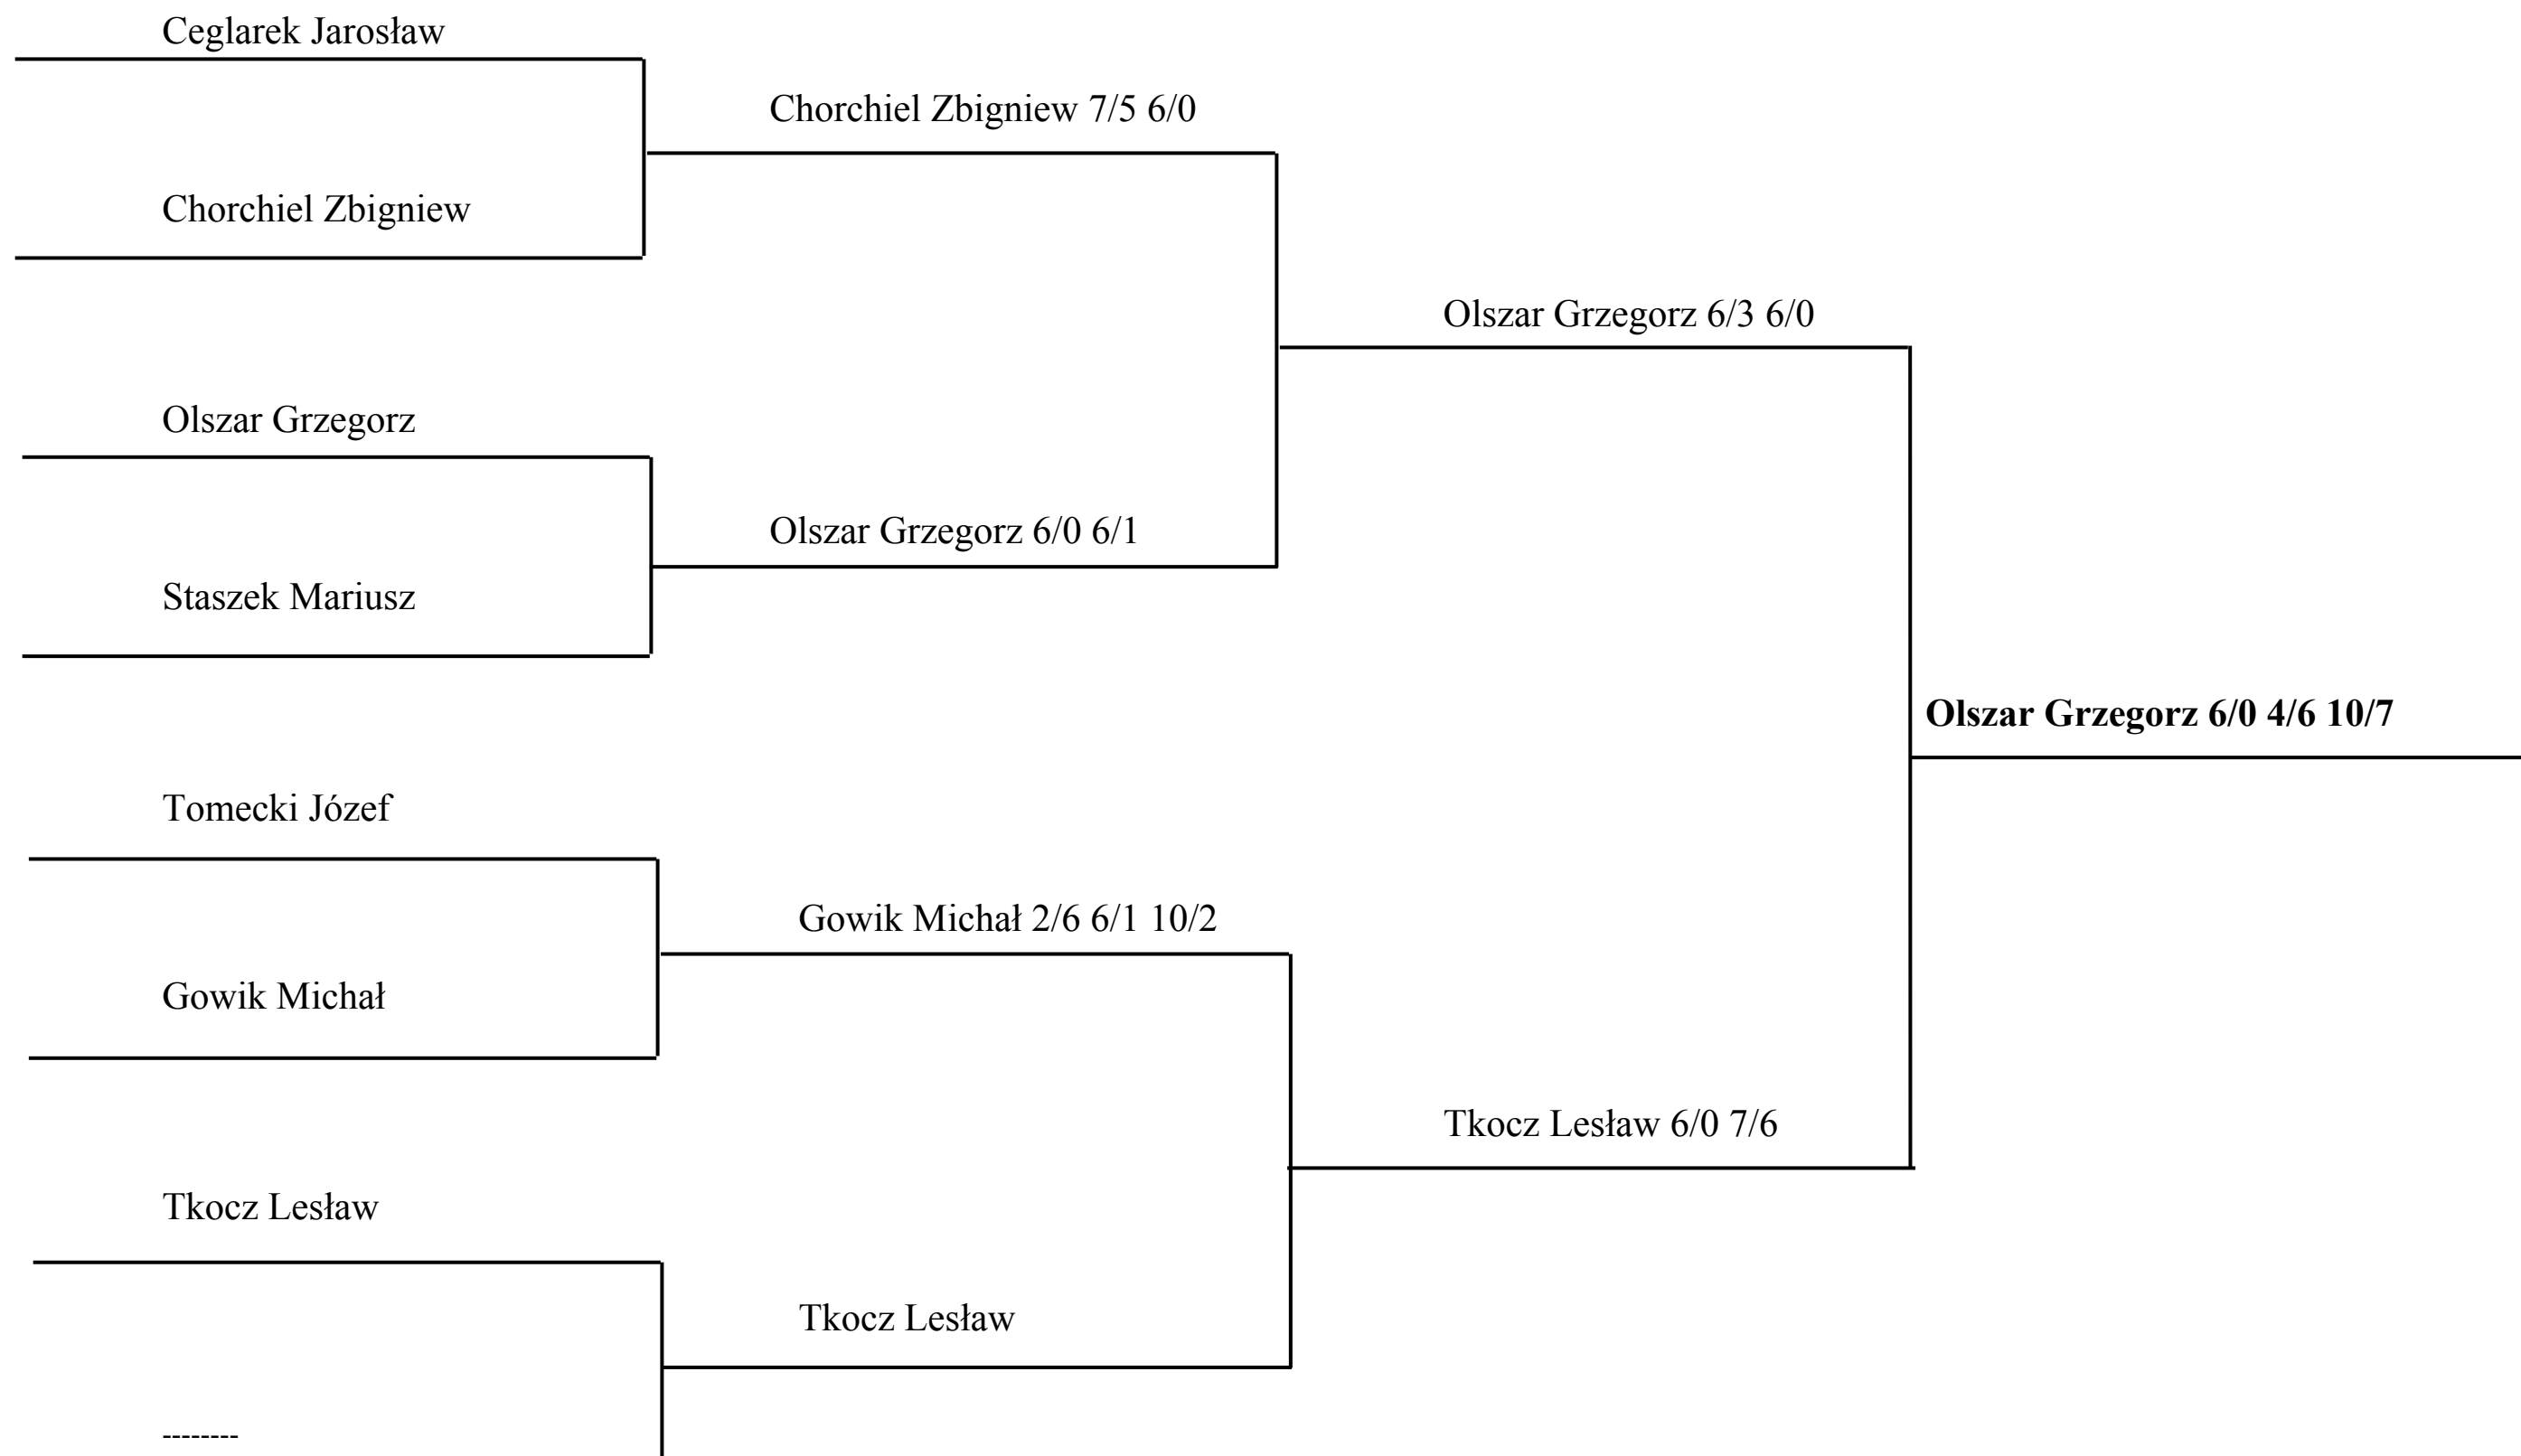 Ceglarek Jarosław
Chorchiel Zbigniew 7/5 6/0
Chorchiel Zbigniew
Olszar Grzegorz 6/3 6/0
Olszar Grzegorz
Olszar Grzegorz 6/0 6/1
Staszek Mariusz
Olszar Grzegorz 6/0 4/6 10/7
Tomecki Józef
Gowik Michał 2/6 6/1 10/2
Gowik Michał
Tkocz Lesław 6/0 7/6
Tkocz Lesław
Tkocz Lesław
--------